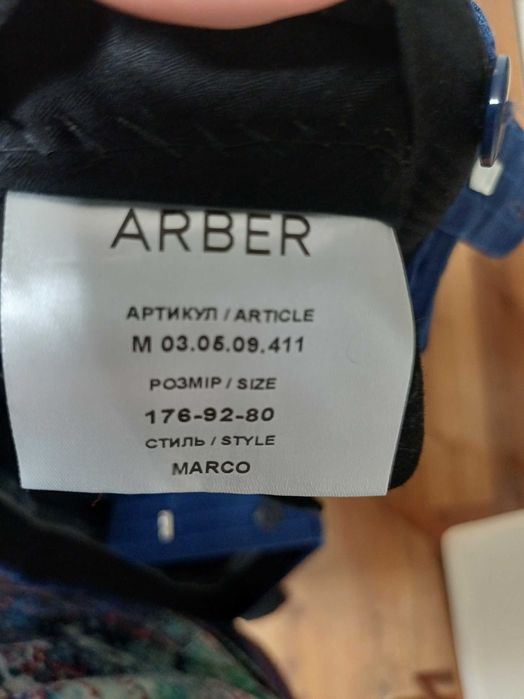 ARBER
АРТИКУЛ / ARTICLE
M 03.05.09.411
РОЗМІР / SIZE
176-92-80
СТИЛЬ / STYLE
MARCO